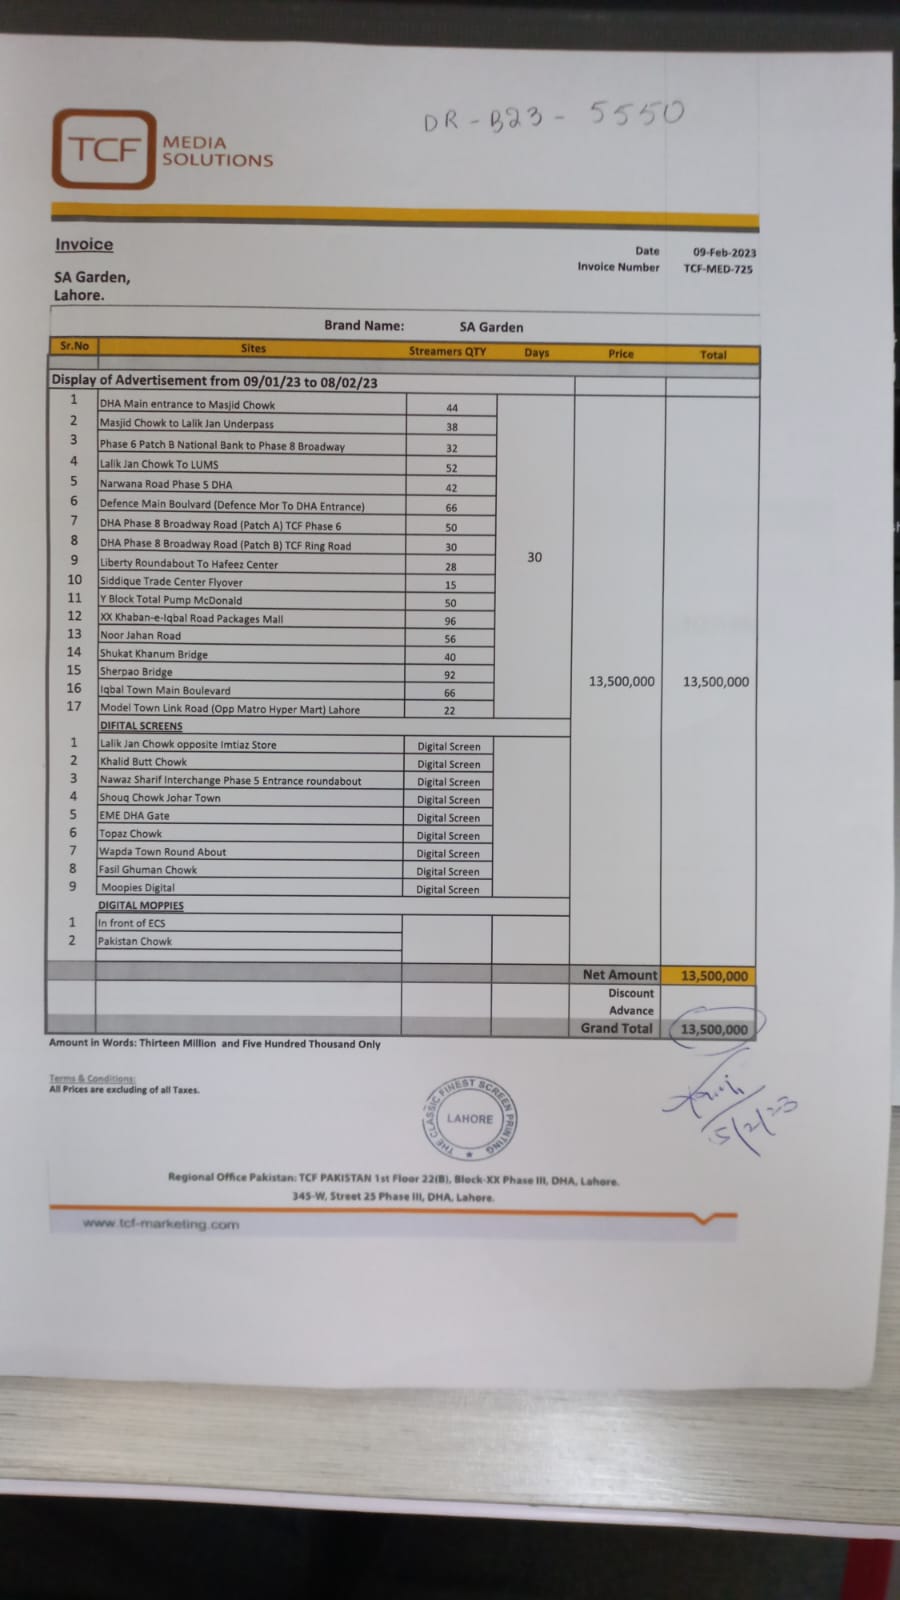 DR-B23-5550
TCF MEDIA
SOLUTIONS
Invoice
Date 09-Feb-2023
Invoice Number TCF-MED-725
SA Garden,
Lahore.
Brand Name: SA Garden
Sr.No Sites Streamers QTY Days Price Total
Display of Advertisement from 09/01/23 to 08/02/23
1 DHA Main entrance to Masjid Chowk 44
2 Masjid Chowk to Lalik Jan Underpass 38
3 Phase 6 Patch B National Bank to Phase 8 Broadway 32
4 Lalik Jan Chowk To LUMS 52
5 Narwana Road Phase 5 DHA 42
6 Defence Main Boulvard (Defence Mor To DHA Entrance) 66
7 DHA Phase 8 Broadway Road (Patch A) TCF Phase 6 50
8 DHA Phase 8 Broadway Road (Patch B) TCF Ring Road 30
30
9 Liberty Roundabout To Hafeez Center 28
10 Siddique Trade Center Flyover 15
11 Y Block Total Pump McDonald 50
12 XX Khaban-e-Iqbal Road Packages Mall 96
13 Noor Jahan Road 56
14 Shukat Khanum Bridge 40
15 Sherpao Bridge 92
13,500,000 13,500,000
16 Iqbal Town Main Boulevard 66
17 Model Town Link Road (Opp Matro Hyper Mart) Lahore 22
DIFITAL SCREENS
1 Lalik Jan Chowk opposite Imtiaz Store Digital Screen
2 Khalid Butt Chowk Digital Screen
3 Nawaz Sharif Interchange Phase 5 Entrance roundabout Digital Screen
4 Shouq Chowk Johar Town Digital Screen
5 EME DHA Gate Digital Screen
6 Topaz Chowk Digital Screen
7 Wapda Town Round About Digital Screen
8 Fasil Ghuman Chowk Digital Screen
9 Moopies Digital Digital Screen
DIGITAL MOPPIES
1 In front of ECS
2 Pakistan Chowk
Net Amount 13,500,000
Discount
Advance
Grand Total 13,500,000
Amount in Words: Thirteen Million and Five Hundred Thousand Only
Terms & Conditions:
All Prices are excluding of all Taxes.
THE CLASSIC FINEST SCREEN PRINTING
LAHORE
5/2/23
Regional Office Pakistan: TCF PAKISTAN 1st Floor 22(B), Block-XX Phase III, DHA, Lahore.
345-W, Street 25 Phase III, DHA, Lahore.
www.tcf-marketing.com